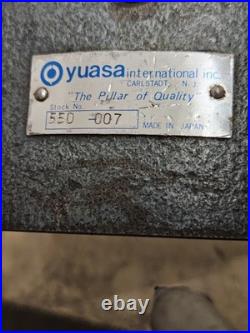 yuasa international inc.
CARLSTADT, N. J.
"The Pillar of Quality"
Stock No.
550 -007
MADE IN JAPAN